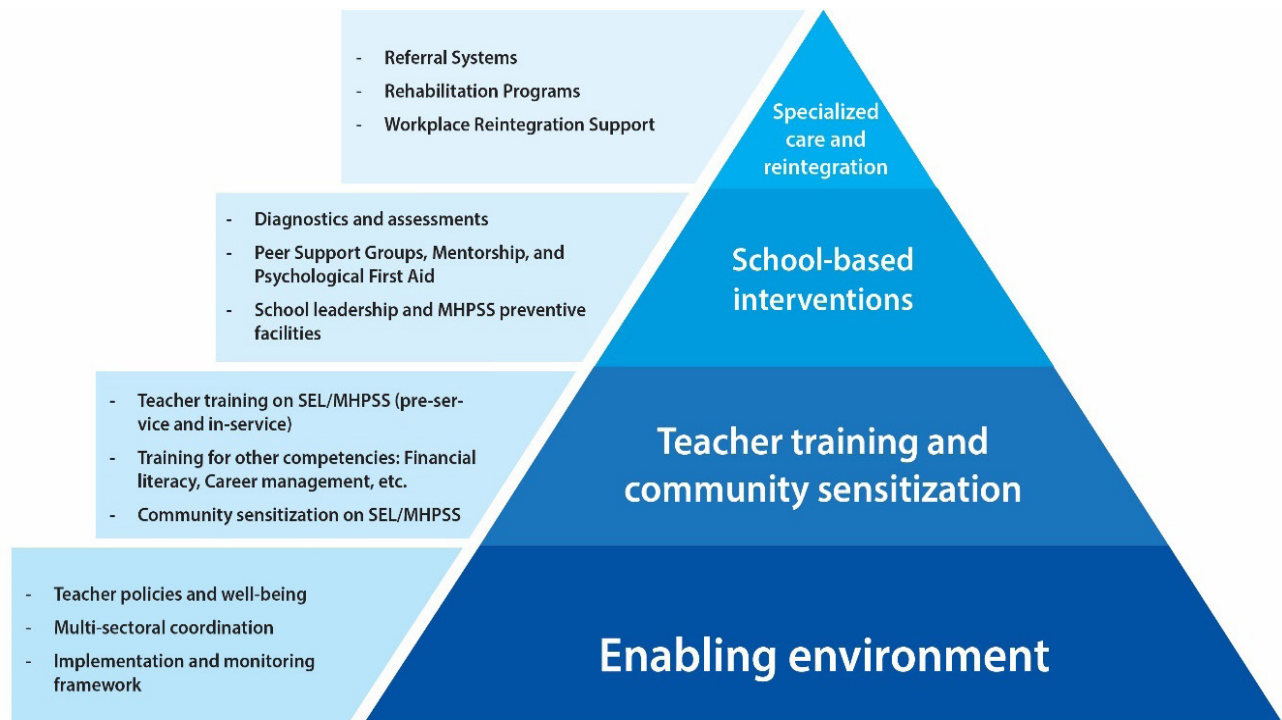 - Referral Systems
- Rehabilitation Programs
- Workplace Reintegration Support
Specialized
care and
reintegration
- Diagnostics and assessments
- Peer Support Groups, Mentorship, and
Psychological First Aid
- School leadership and MHPSS preventive
facilities
School-based
interventions
- Teacher training on SEL/MHPSS (pre-ser-
vice and in-service)
- Training for other competencies: Financial
literacy, Career management, etc.
- Community sensitization on SEL/MHPSS
Teacher training and
community sensitization
- Teacher policies and well-being
- Multi-sectoral coordination
- Implementation and monitoring
framework
Enabling environment